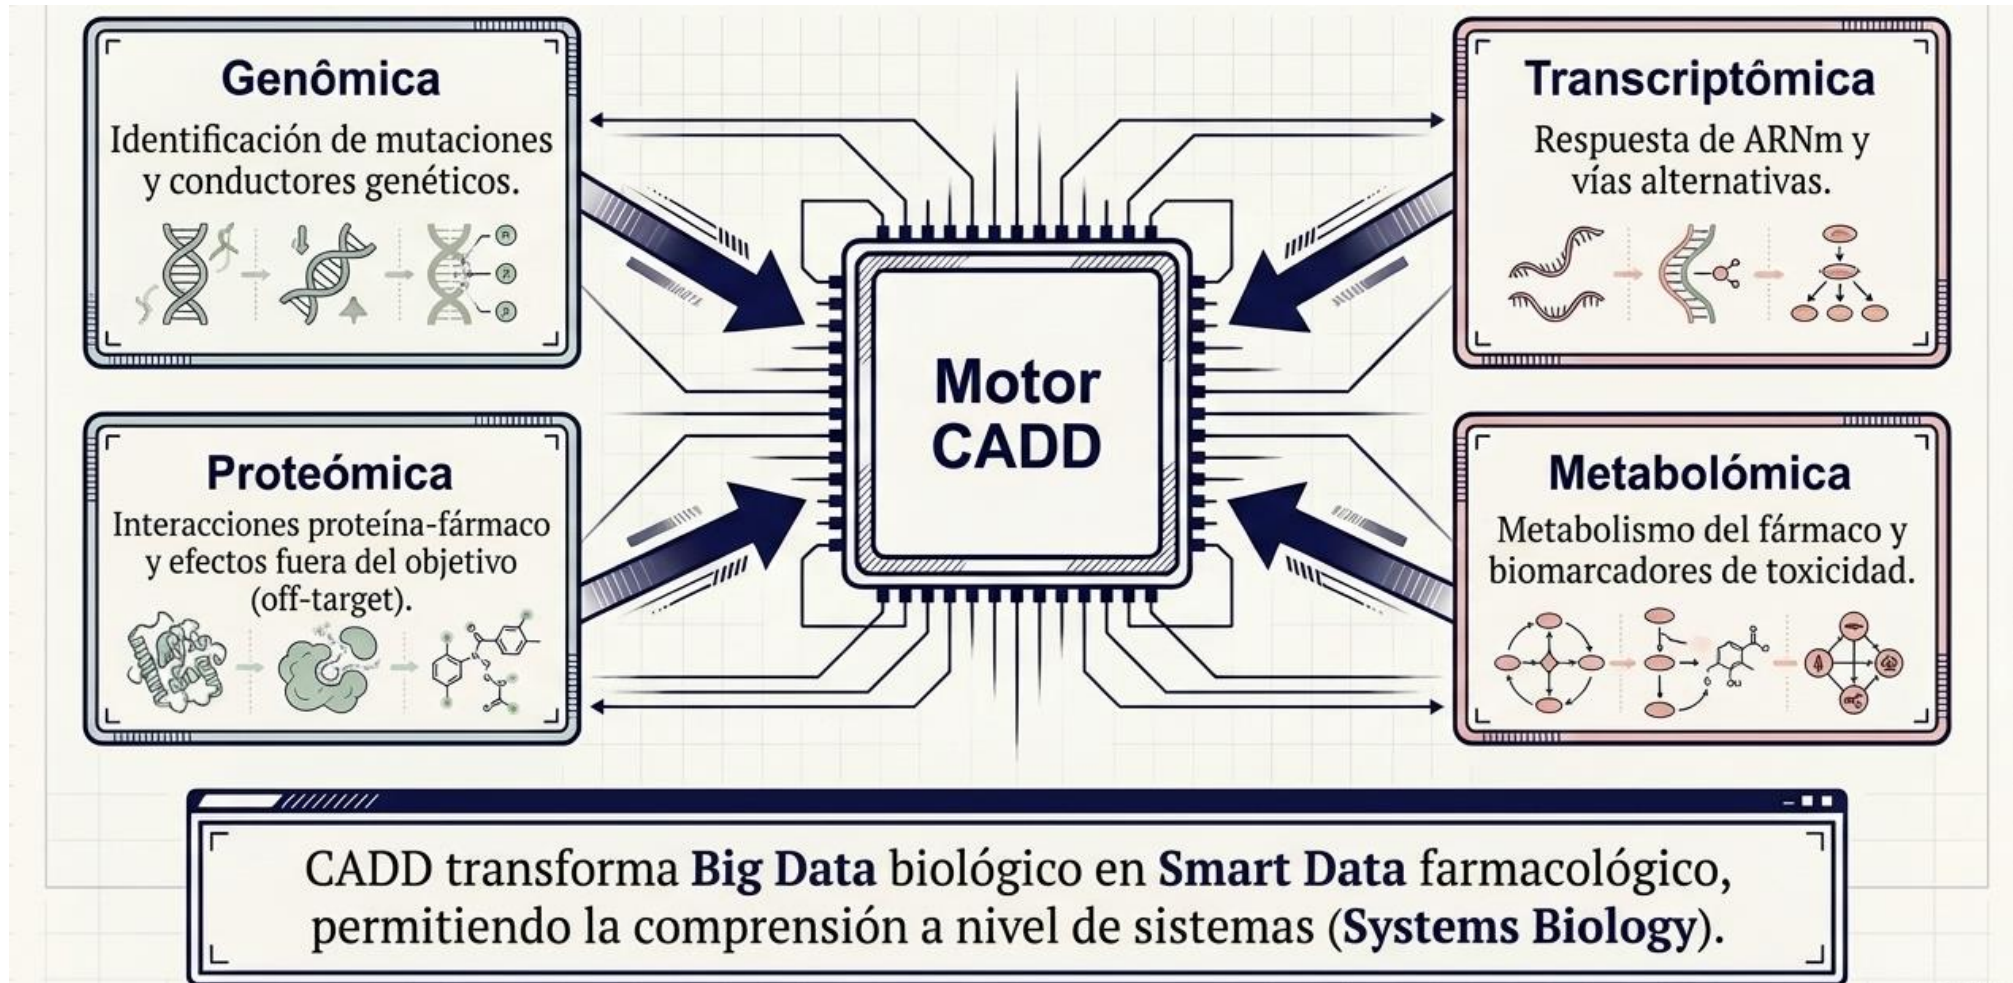 Genômica
Identificación de mutaciones
y conductores genéticos.
Transcriptômica
Respuesta de ARNm y
vías alternativas.
Motor
CADD
Proteómica
Interacciones proteína-fármaco
y efectos fuera del objetivo
(off-target).
Metabolómica
Metabolismo del fármaco y
biomarcadores de toxicidad.
CADD transforma Big Data biológico en Smart Data farmacológico,
permitiendo la comprensión a nivel de sistemas (Systems Biology).